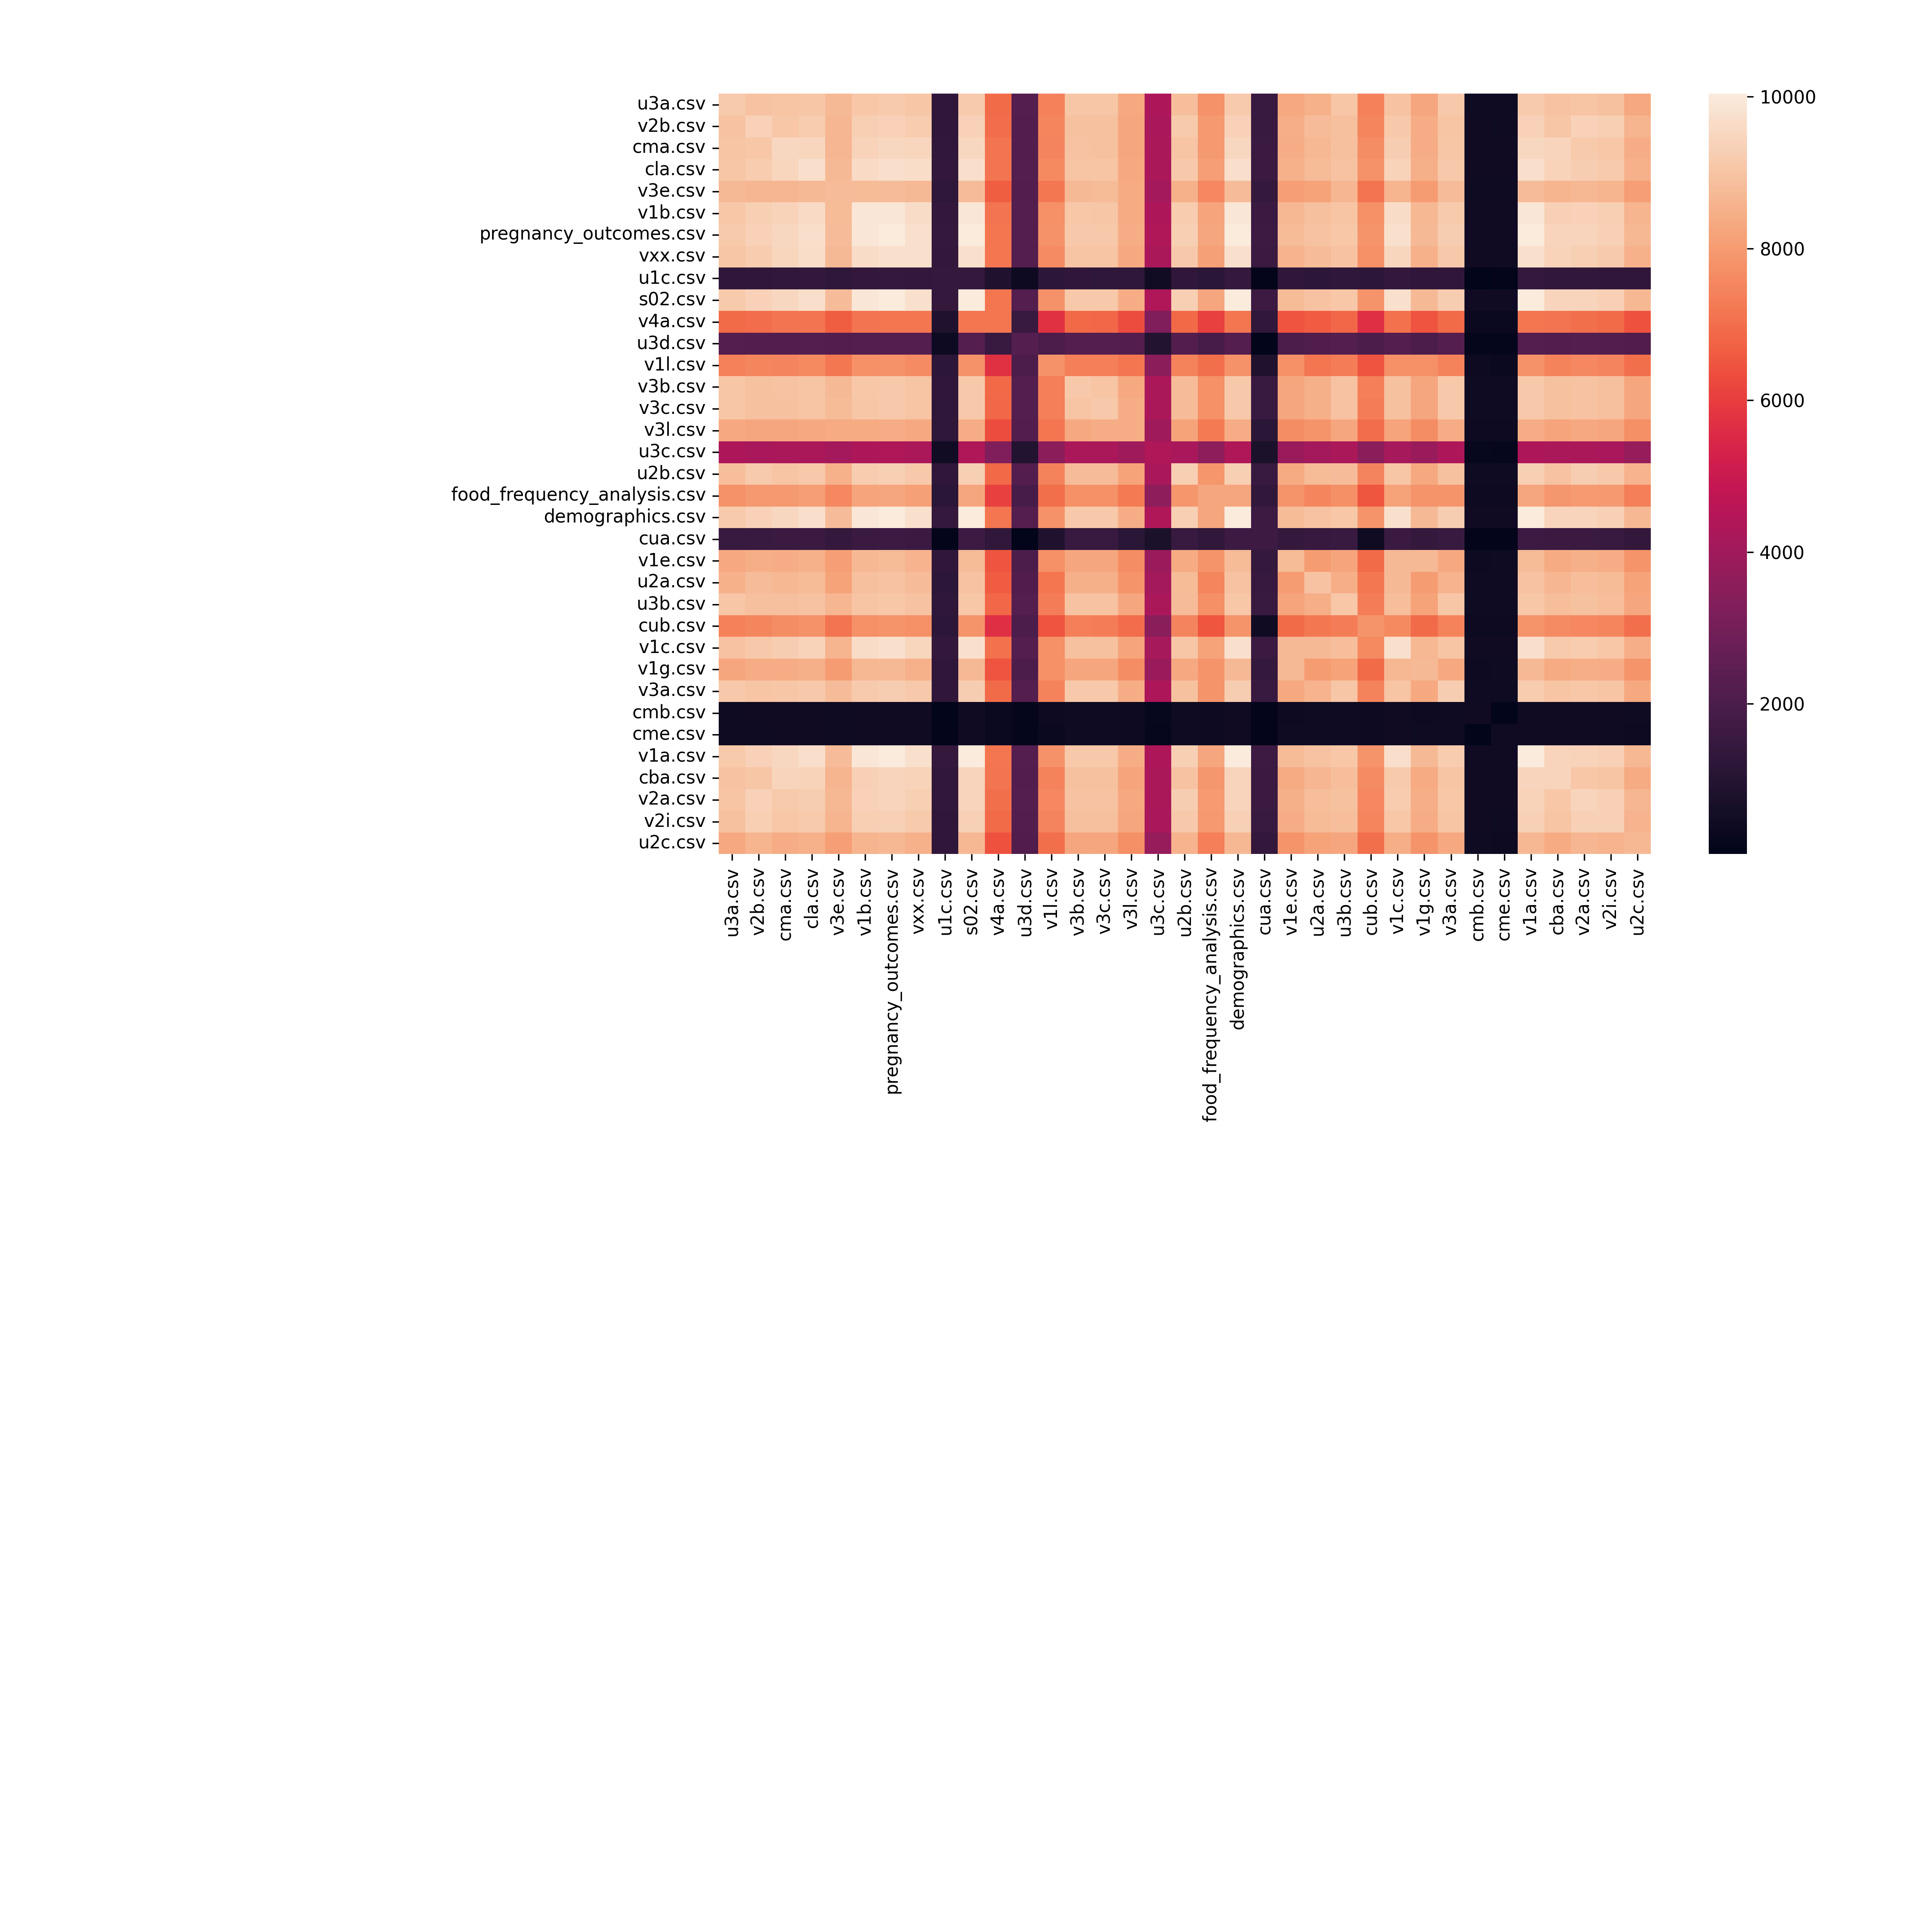 u3a.csv
v2b.csv
cma.csv
cla.csv
v3e.csv
v1b.csv
pregnancy_outcomes.csv
vxx.csv
u1c.csv
s02.csv
v4a.csv
u3d.csv
v1l.csv
v3b.csv
v3c.csv
v3l.csv
u3c.csv
u2b.csv
food_frequency_analysis.csv
demographics.csv
cua.csv
v1e.csv
u2a.csv
u3b.csv
cub.csv
v1c.csv
v1g.csv
v3a.csv
cmb.csv
cme.csv
v1a.csv
cba.csv
v2a.csv
v2i.csv
u2c.csv
u3a.csv
v2b.csv
cma.csv
cla.csv
v3e.csv
v1b.csv
pregnancy_outcomes.csv
vxx.csv
u1c.csv
s02.csv
v4a.csv
u3d.csv
v1l.csv
v3b.csv
v3c.csv
v3l.csv
u3c.csv
u2b.csv
food_frequency_analysis.csv
demographics.csv
cua.csv
v1e.csv
u2a.csv
u3b.csv
cub.csv
v1c.csv
v1g.csv
v3a.csv
cmb.csv
cme.csv
v1a.csv
cba.csv
v2a.csv
v2i.csv
u2c.csv
10000
8000
6000
4000
2000